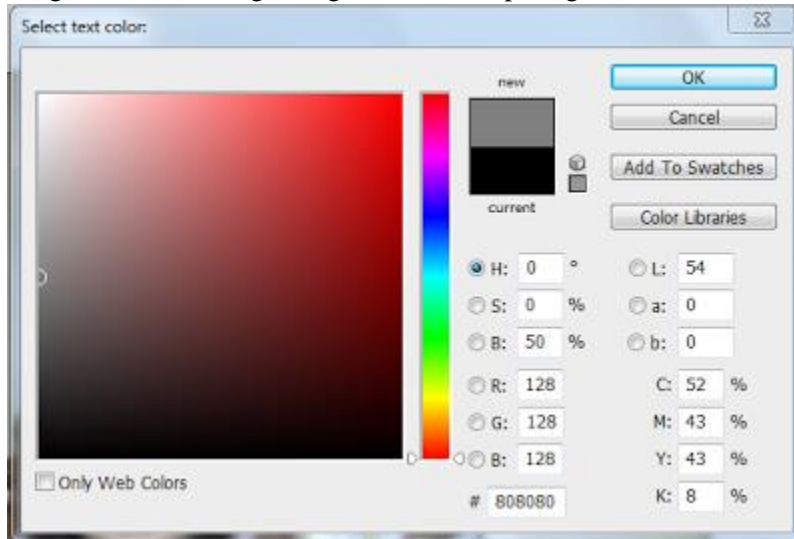 Select text color:
new
OK
Cancel
Add To Swatches
current
Color Libraries
H: 0 °
L: 54
S: 0 %
a: 0
B: 50 %
b: 0
R: 128
C: 52 %
G: 128
M: 43 %
B: 128
Y: 43 %
Only Web Colors
# 808080
K: 8 %